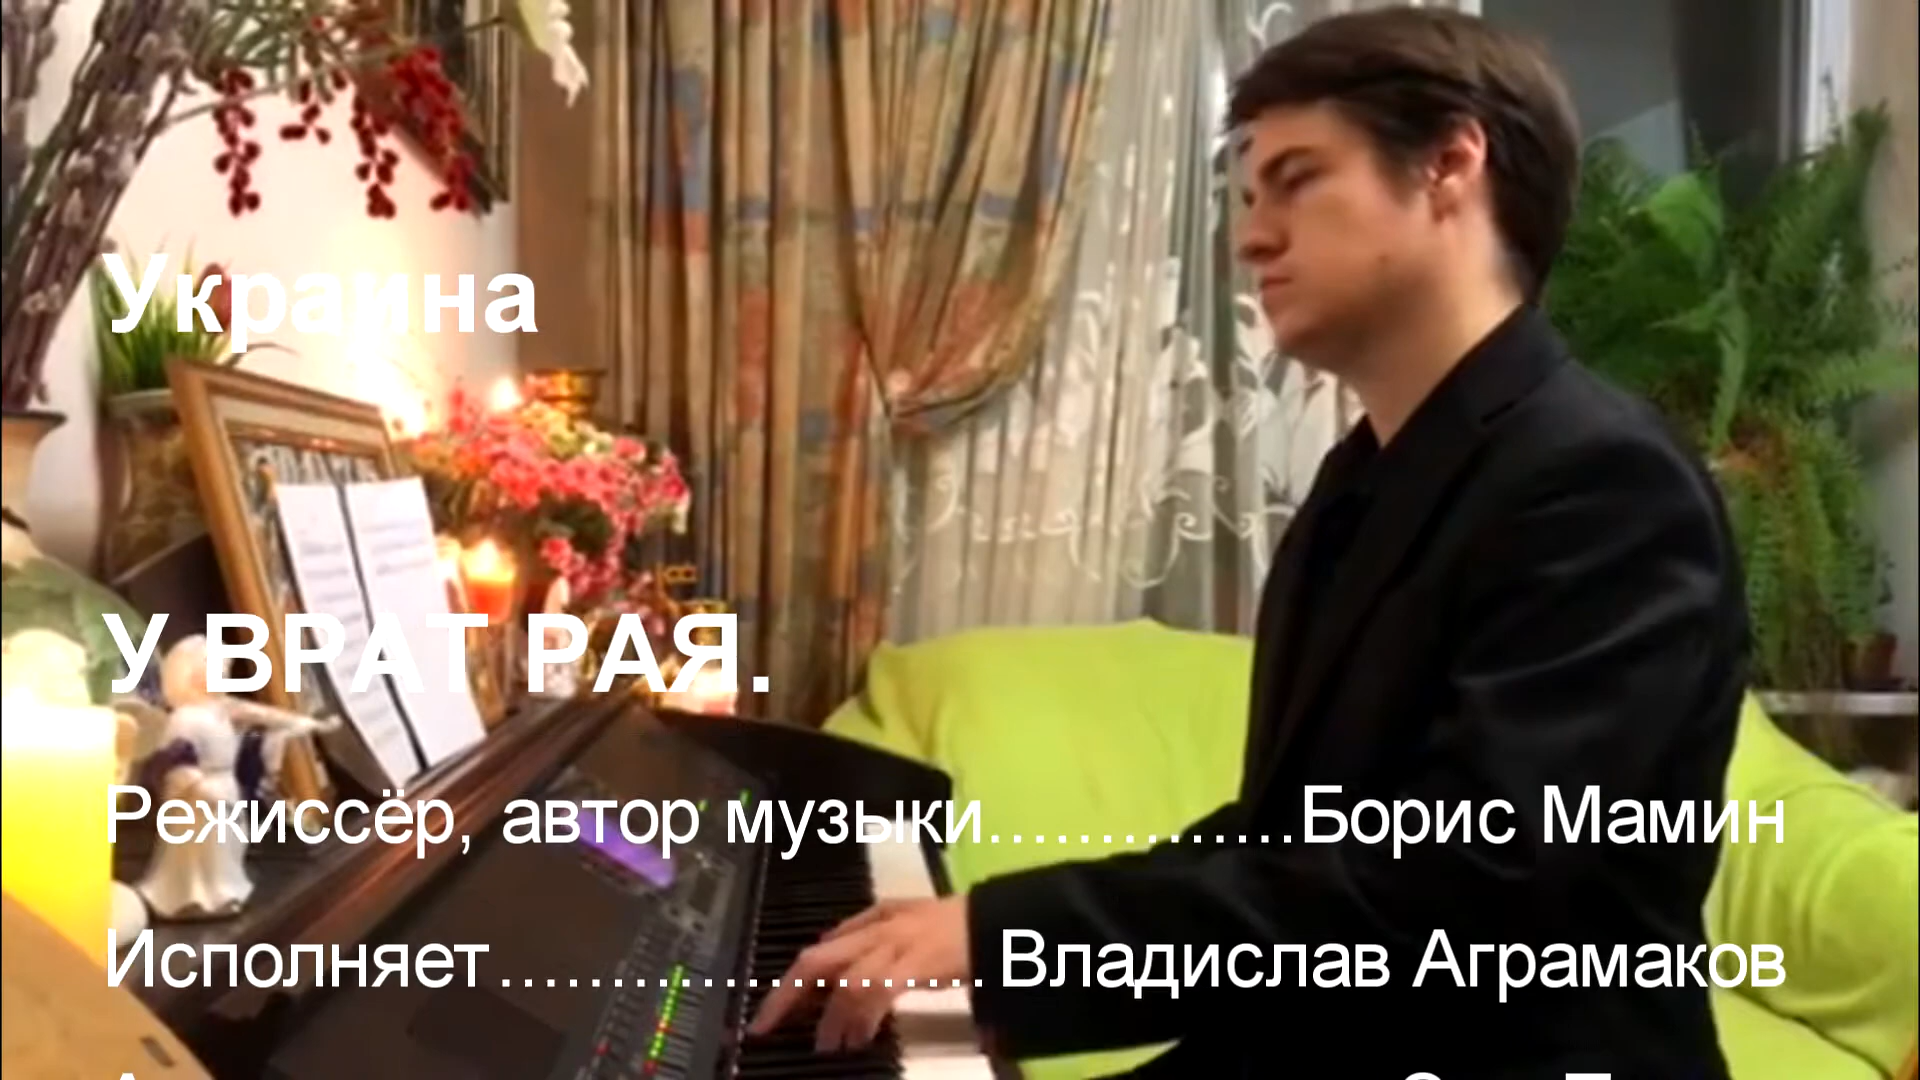 Украина
У ВРАТ РАЯ.
Режиссёр, автор музыки..............Борис Мамин
Исполняет......................Владислав Аграмаков